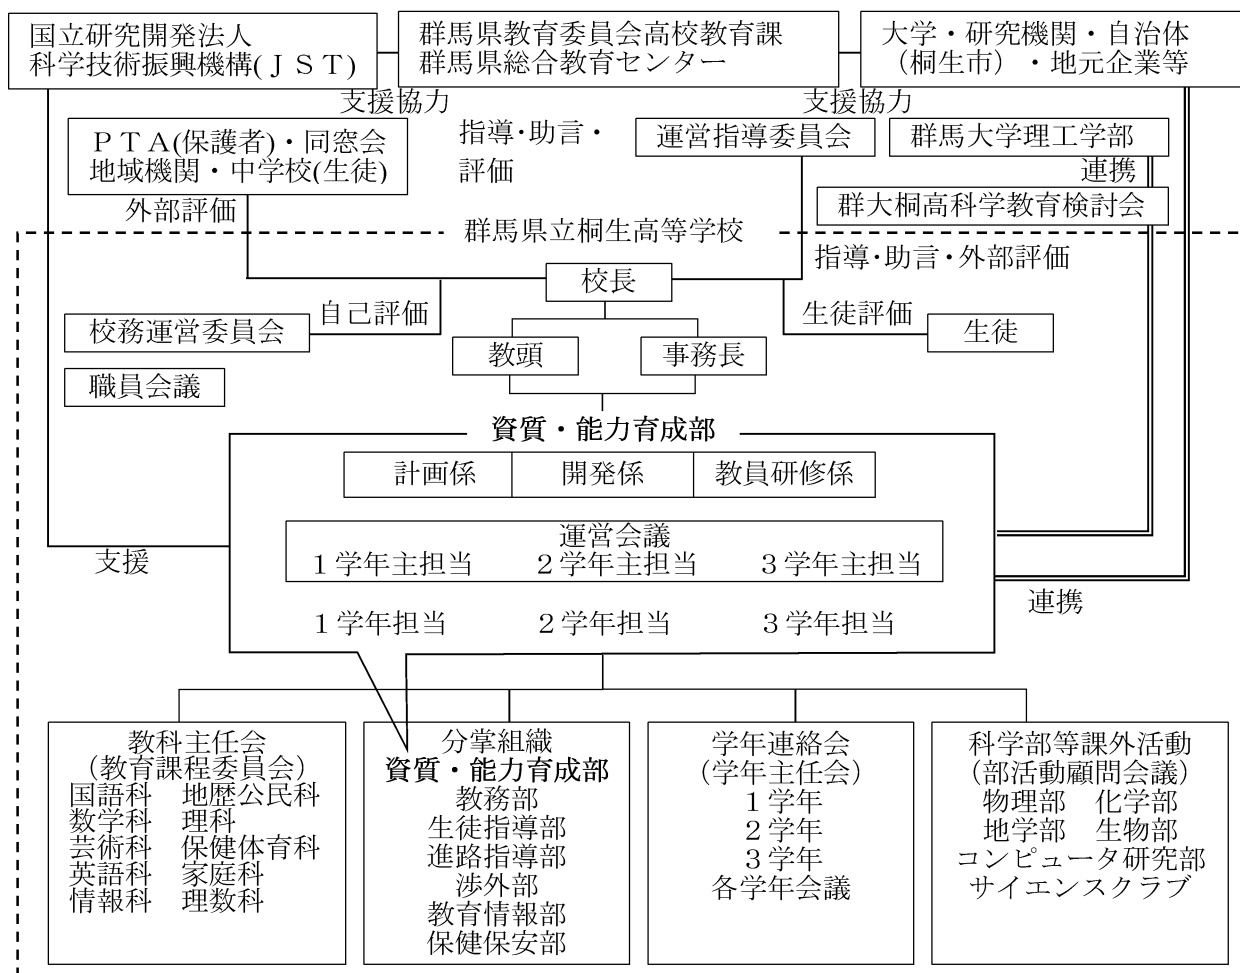 国立研究開発法人
科学技術振興機構(ＪＳＴ)
群馬県教育委員会高校教育課
群馬県総合教育センター
大学・研究機関・自治体
（桐生市）・地元企業等
支援協力
支援協力
ＰＴＡ(保護者)・同窓会
地域機関・中学校(生徒)
指導・助言・
評価
運営指導委員会
群馬大学理工学部
連携
外部評価
群大桐高科学教育検討会
群馬県立桐生高等学校
指導・助言・外部評価
校長
校務運営委員会
自己評価
生徒評価
生徒
教頭
事務長
職員会議
資質・能力育成部
計画係
開発係
教員研修係
運営会議
１学年主担当　２学年主担当　３学年主担当
支援
連携
１学年担当　２学年担当　３学年担当
教科主任会
（教育課程委員会）
国語科　地歴公民科
数学科　理科
芸術科　保健体育科
英語科　家庭科
情報科　理数科
分掌組織
資質・能力育成部
教務部
生徒指導部
進路指導部
渉外部
教育情報部
保健保安部
学年連絡会
（学年主任会）
１学年
２学年
３学年
各学年会議
科学部等課外活動
（部活動顧問会議）
物理部　化学部
地学部　生物部
コンピュータ研究部
サイエンスクラブ